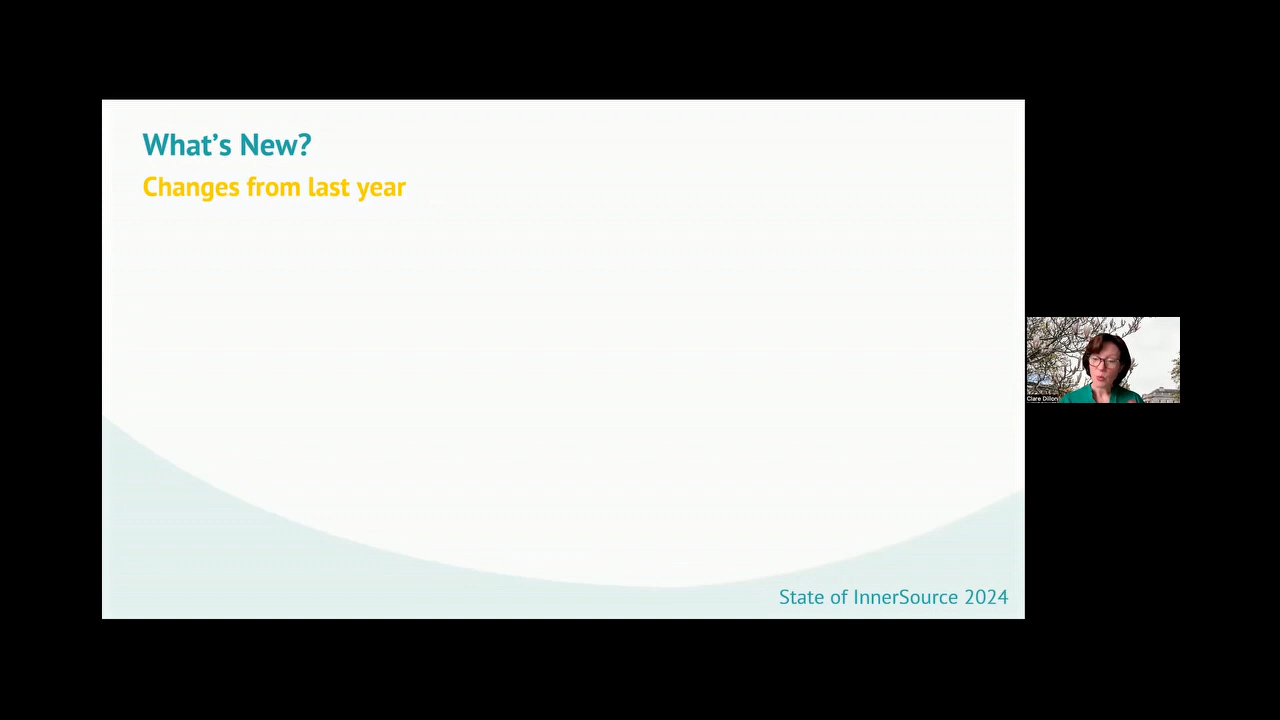 What's New?
Changes from last year
Clare Dillon
State of InnerSource 2024